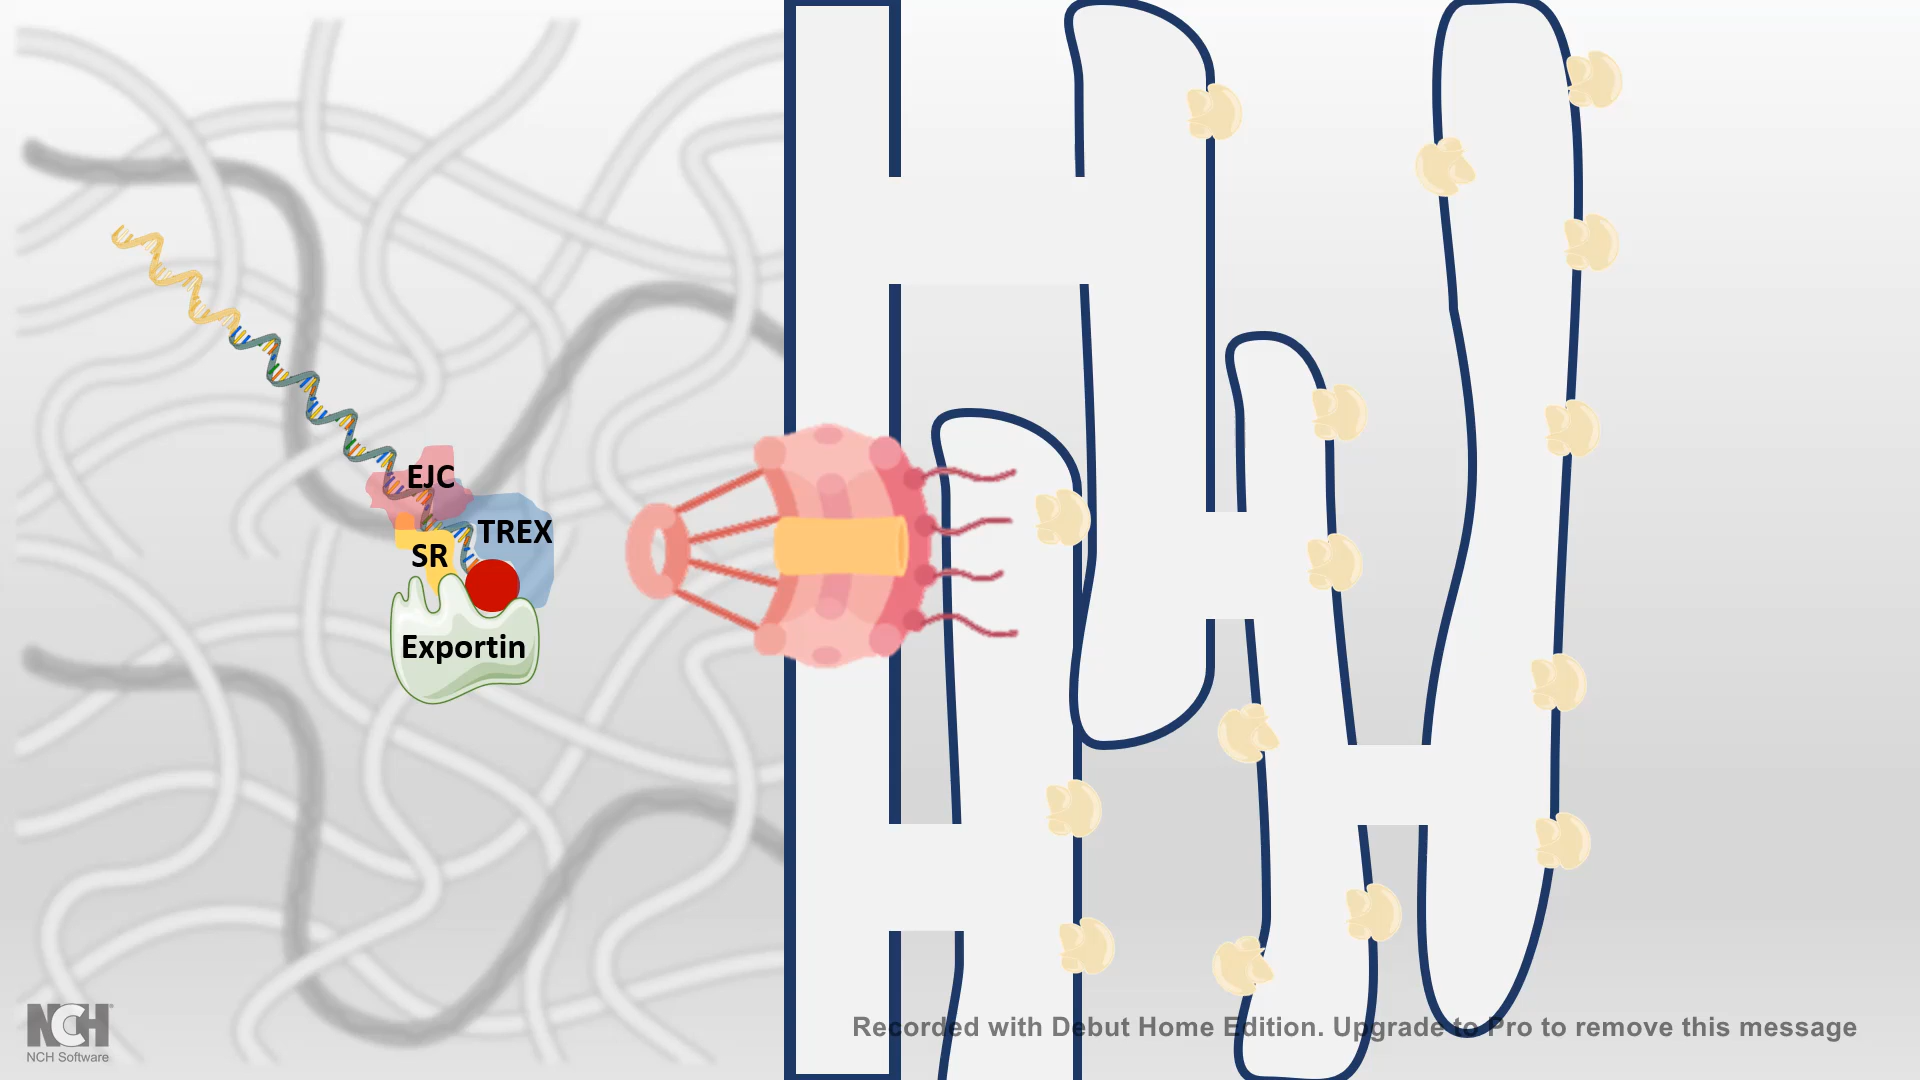 EJC
TREX
SR
Exportin
NCH
NCH Software
Recorded with Debut Home Edition. Upgrade to Pro to remove this message